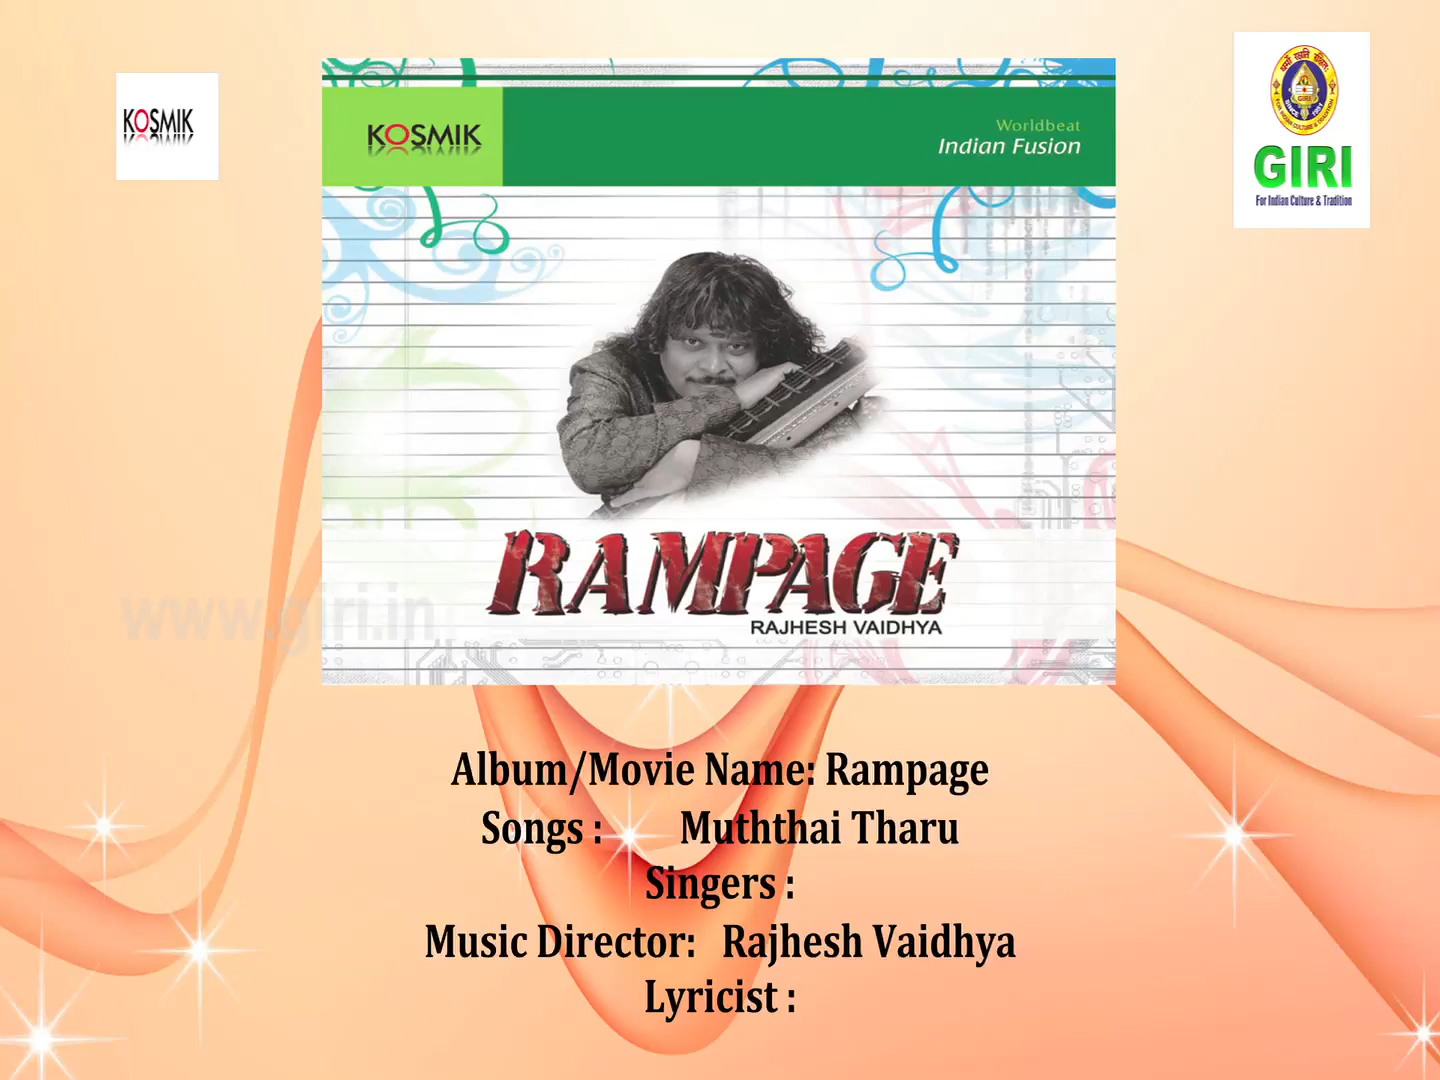 KOSMIK
KOSMIK
Worldbeat
Indian Fusion
GIRI
GIRI
For Indian Culture & Tradition
RAMPAGE
RAJHESH VAIDHYA
www.giri.in
Album/Movie Name: Rampage
Songs : Muththai Tharu
Singers :
Music Director: Rajhesh Vaidhya
Lyricist :